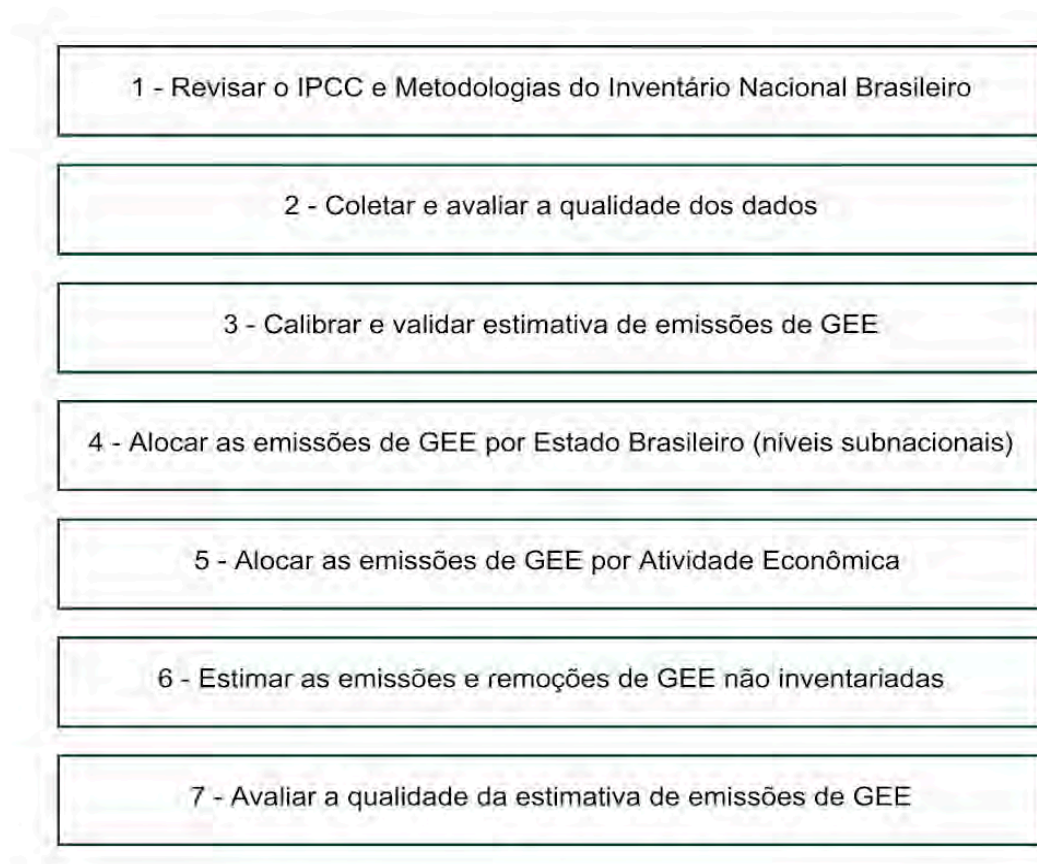 1 - Revisar o IPCC e Metodologias do Inventário Nacional Brasileiro
2 - Coletar e avaliar a qualidade dos dados
3 - Calibrar e validar estimativa de emissões de GEE
4 - Alocar as emissões de GEE por Estado Brasileiro (níveis subnacionais)
5 - Alocar as emissões de GEE por Atividade Econômica
6 - Estimar as emissões e remoções de GEE não inventariadas
7 - Avaliar a qualidade da estimativa de emissões de GEE